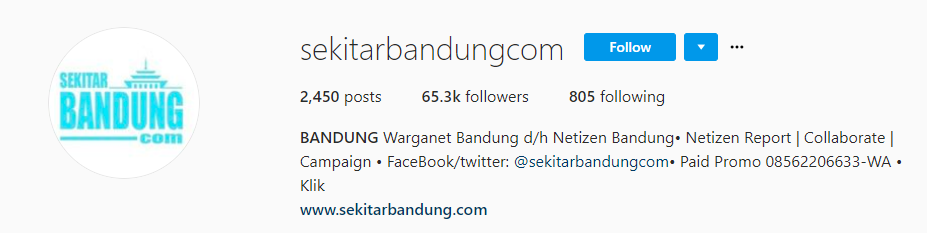 SEKITAR
BANDUNG
com
sekitarbandungcom
Follow
2,450 posts
65.3k followers
805 following
BANDUNG Warganet Bandung d/h Netizen Bandung• Netizen Report | Collaborate |
Campaign • FaceBook/twitter: @sekitarbandungcom• Paid Promo 08562206633-WA •
Klik
www.sekitarbandung.com